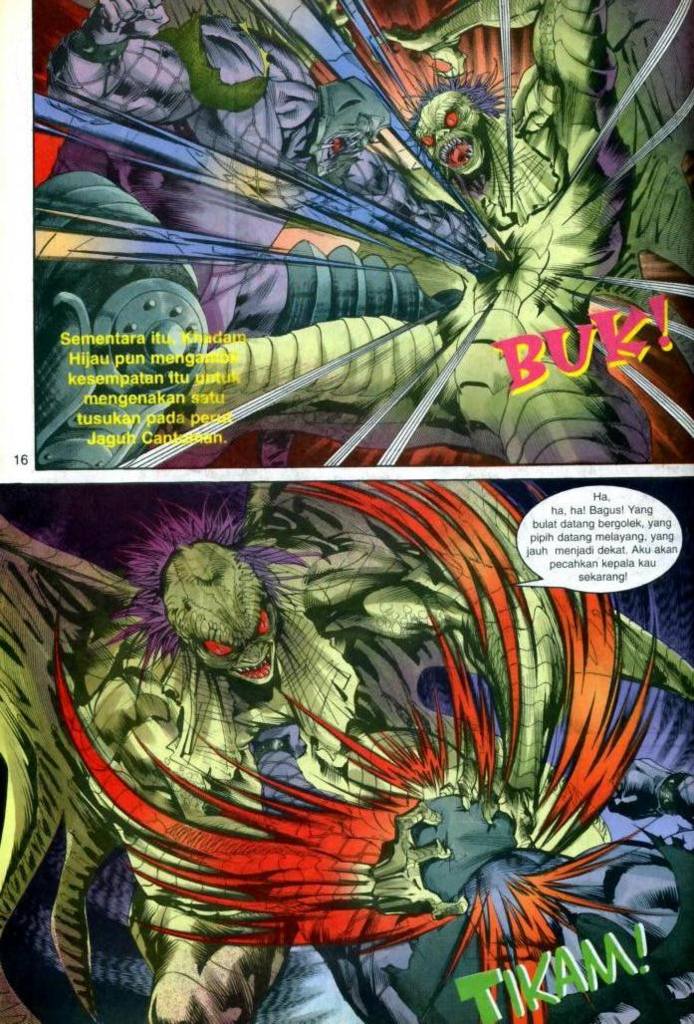 Sementara itu, Khadam
Hijau pun mengambil
kesempatan itu untuk
mengenakan satu
tusukan pada perut
Jaguh Cantonan.
BUK!
16
Ha,
ha, ha! Bagus! Yang
bulat datang bergolek, yang
pipih datang melayang, yang
jauh menjadi dekat. Aku akan
pecahkan kepala kau
sekarang!
TIKAM!